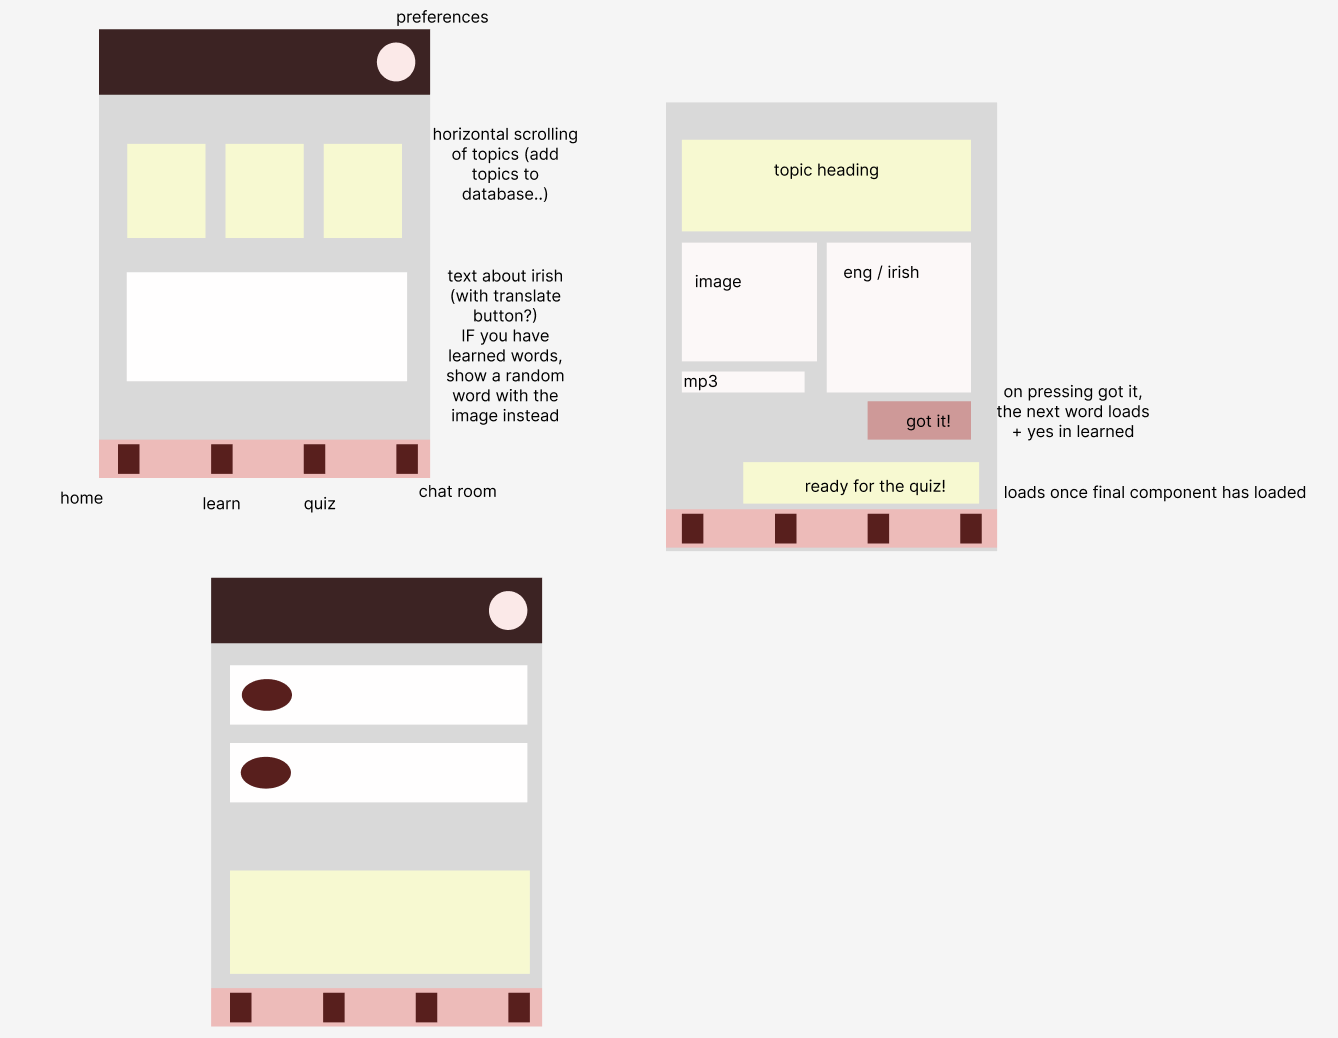 preferences
horizontal scrolling
of topics (add
topics to
database..)
text about irish
(with translate
button?)
IF you have
learned words,
show a random
word with the
image instead
home
learn
quiz
chat room
topic heading
image
eng / irish
mp3
got it!
on pressing got it,
the next word loads
+ yes in learned
ready for the quiz!
loads once final component has loaded